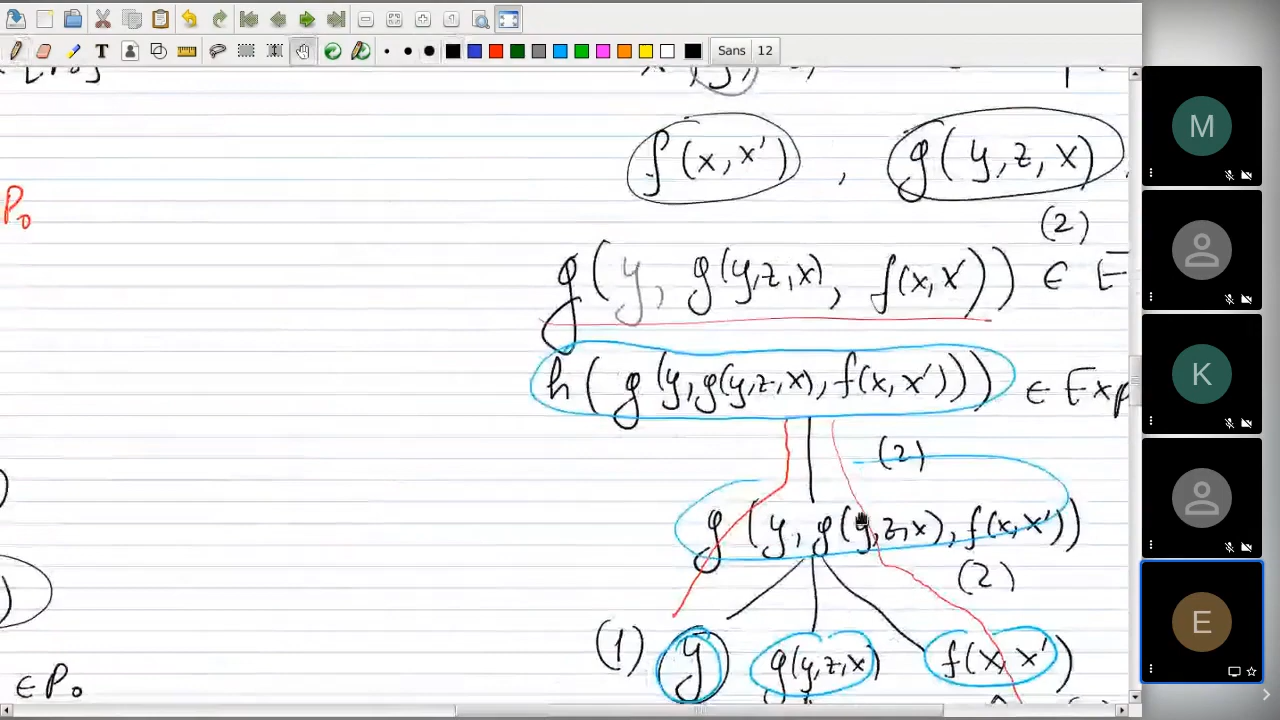 Sans 12
M
f(x, x') , g(y, z, x)
P₀
(2)
g(y, g(y,z,x), f(x,x')) ∈ E
K
h(g(y,g(y,z,x),f(x,x'))) ∈ Exp
(2)
g(y, g(y,z,x), f(x,x'))
(2)
E
(1) y g(y,z,x) f(x,x')
∈ P₀